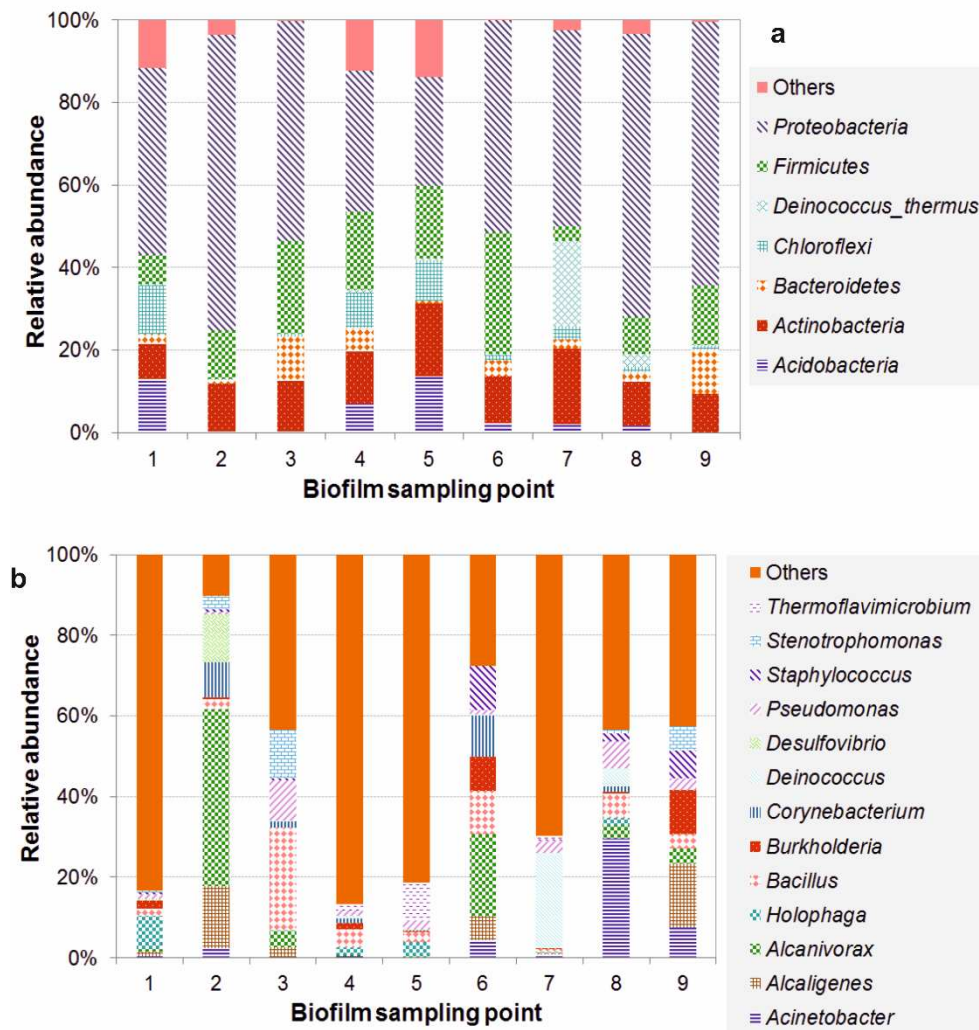 100%
80%
60%
40%
20%
0%
Relative abundance
1 2 3 4 5 6 7 8 9
Biofilm sampling point
a
Others
Proteobacteria
Firmicutes
Deinococcus_thermus
Chloroflexi
Bacteroidetes
Actinobacteria
Acidobacteria
b
100%
80%
60%
40%
20%
0%
Relative abundance
1 2 3 4 5 6 7 8 9
Biofilm sampling point
Others
Thermoflavimicrobium
Stenotrophomonas
Staphylococcus
Pseudomonas
Desulfovibrio
Deinococcus
Corynebacterium
Burkholderia
Bacillus
Holophaga
Alcanivorax
Alcaligenes
Acinetobacter